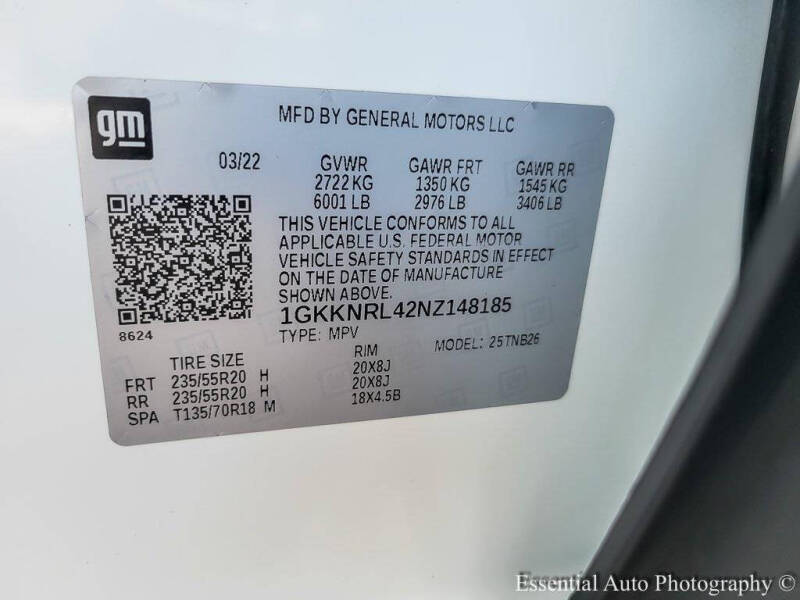 gm
MFD BY GENERAL MOTORS LLC
03/22 GVWR GAWR FRT GAWR RR
2722 KG 1350 KG 1545 KG
6001 LB 2976 LB 3406 LB
THIS VEHICLE CONFORMS TO ALL
APPLICABLE U.S. FEDERAL MOTOR
VEHICLE SAFETY STANDARDS IN EFFECT
ON THE DATE OF MANUFACTURE
SHOWN ABOVE.
1GKKNRL42NZ148185
8624
TYPE: MPV MODEL: 25TNB26
TIRE SIZE RIM
FRT 235/55R20 H 20X8J
RR 235/55R20 H 20X8J
SPA T135/70R18 M 18X4.5B
Essential Auto Photography ©